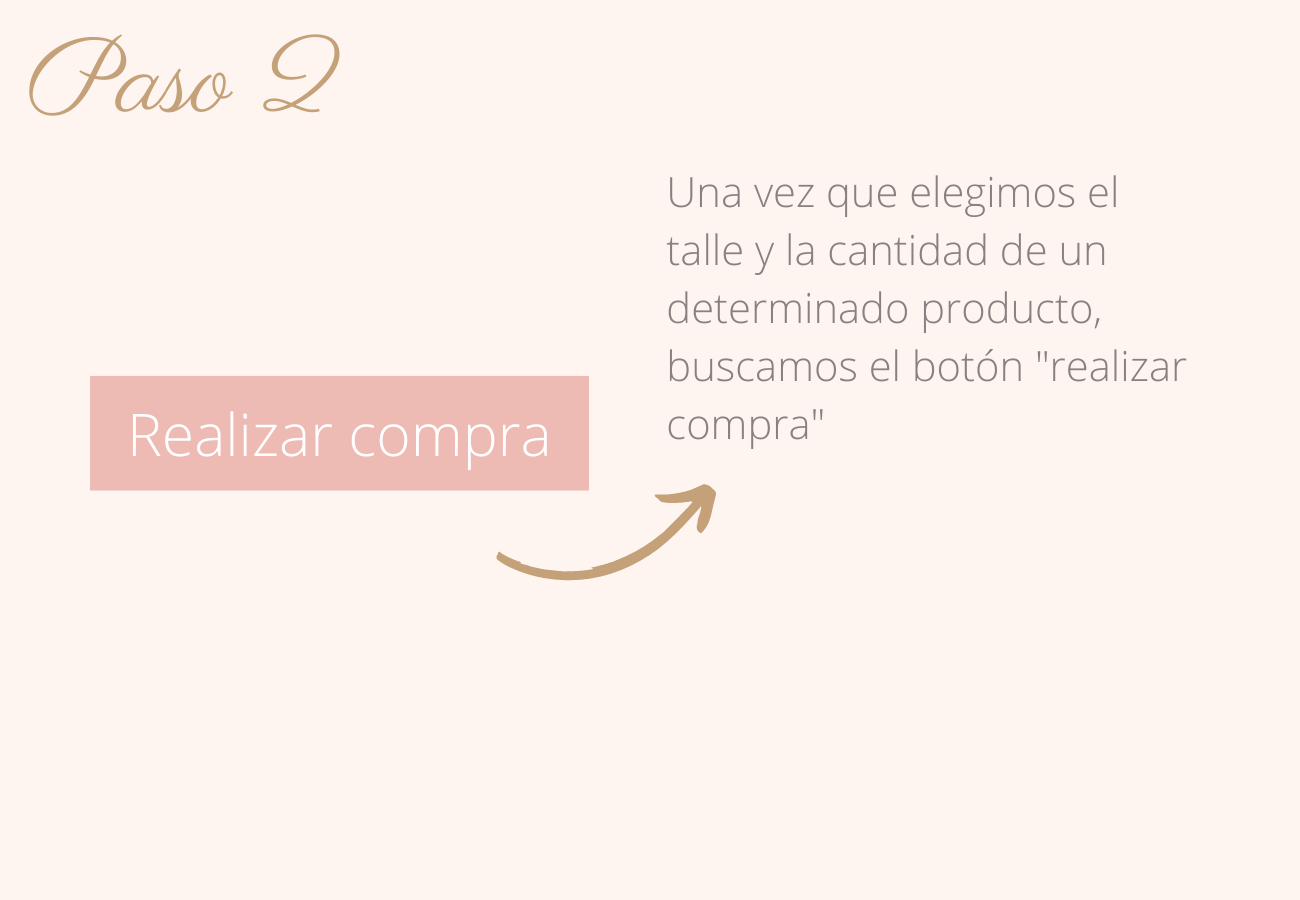 Paso 2
Una vez que elegimos el
talle y la cantidad de un
determinado producto,
buscamos el botón "realizar
compra"
Realizar compra